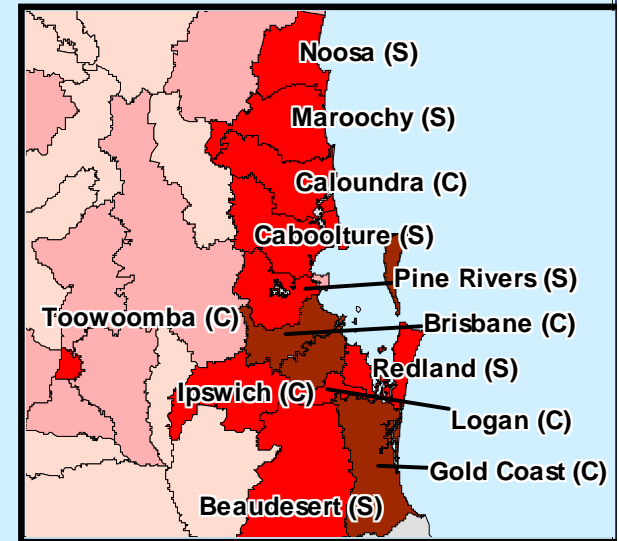 Noosa (S)
Maroochy (S)
Caloundra (C)
Caboolture (S)
Pine Rivers (S)
Toowoomba (C)
Brisbane (C)
Redland (S)
Ipswich (C)
Logan (C)
Gold Coast (C)
Beaudesert (S)